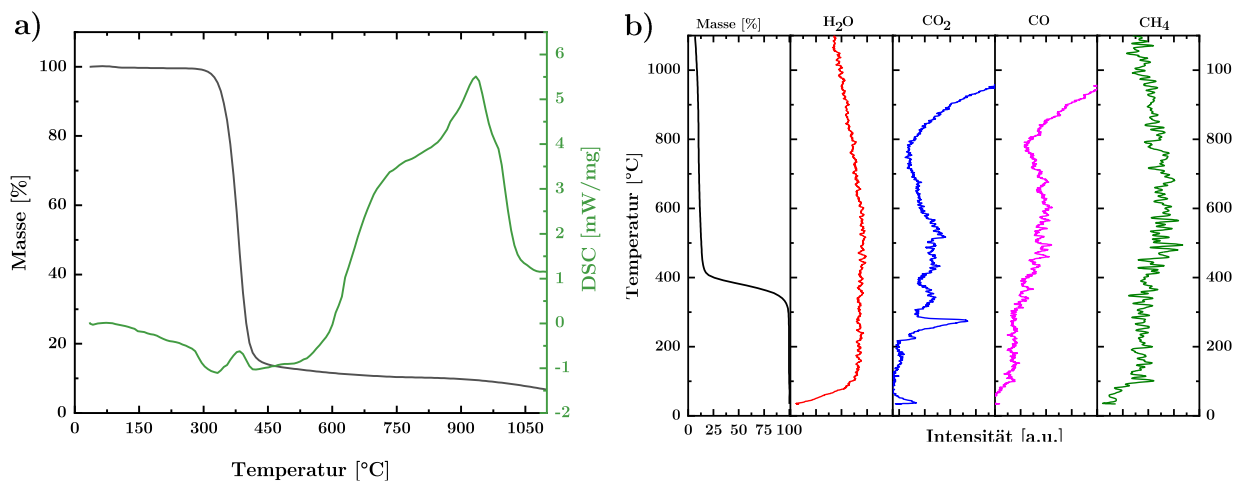 a)
Masse [%]
100
80
60
40
20
0
0 150 300 450 600 750 900 1050
Temperatur [°C]
6
5
4
3
2
1
0
-1
-2
DSC [mW/mg]
b)
Masse [%] H₂O CO₂ CO CH₄
Temperatur [°C]
1000
800
600
400
200
0
0 25 50 75 100
Intensität [a.u.]
100
800
600
400
200
0